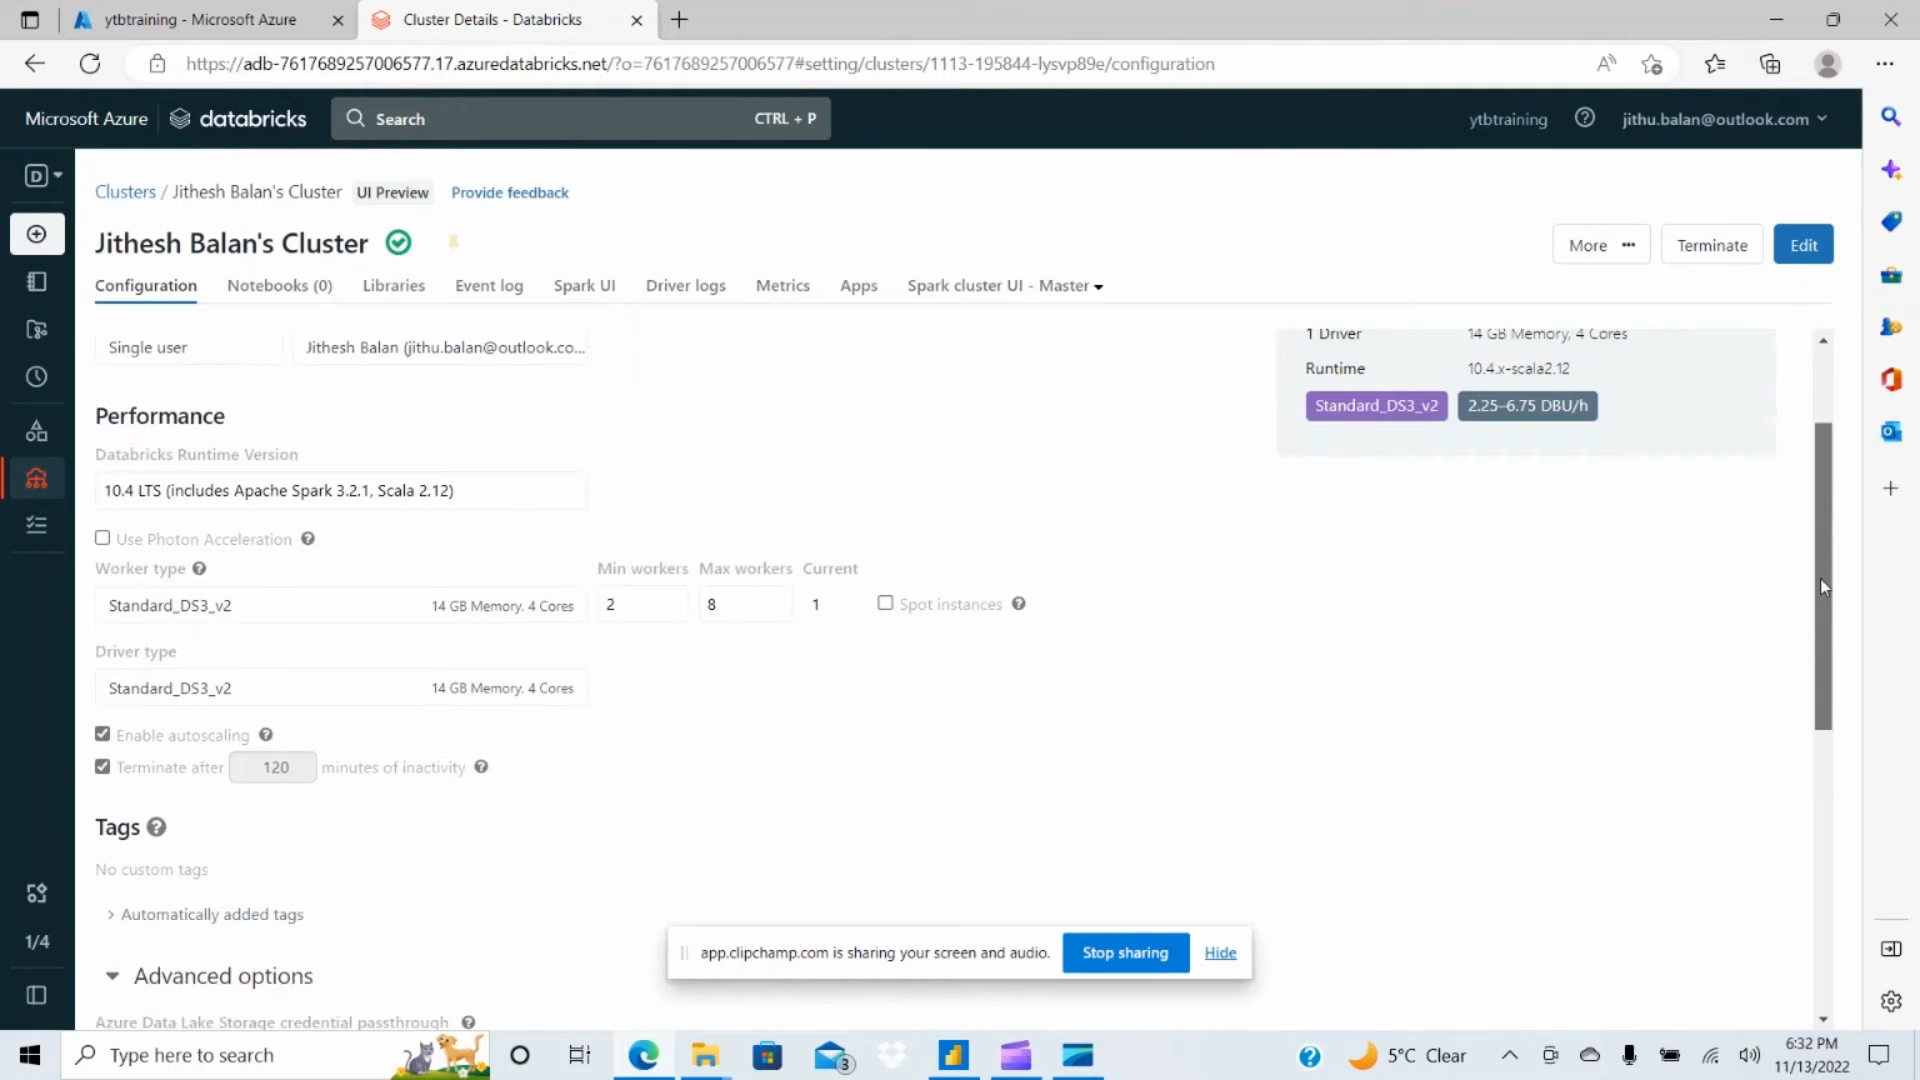 ytbtraining - Microsoft Azure
Cluster Details - Databricks
https://adb-7617689257006577.17.azuredatabricks.net/?o=7617689257006577#setting/clusters/1113-195844-lysvp89e/configuration
Microsoft Azure
databricks
Search
CTRL + P
ytbtraining
jithu.balan@outlook.com
D
Clusters / Jithesh Balan's Cluster UI Preview Provide feedback
Jithesh Balan's Cluster
More
Terminate
Edit
Configuration
Notebooks (0)
Libraries
Event log
Spark UI
Driver logs
Metrics
Apps
Spark cluster UI - Master
Single user
Jithesh Balan (jithu.balan@outlook.co...
1 Driver
14 GB Memory, 4 Cores
Runtime
10.4.x-scala2.12
Standard_DS3_v2
2.25–6.75 DBU/h
Performance
Databricks Runtime Version
10.4 LTS (includes Apache Spark 3.2.1, Scala 2.12)
Use Photon Acceleration
Worker type
Min workers
Max workers
Current
Standard_DS3_v2
14 GB Memory, 4 Cores
2
8
1
Spot instances
Driver type
Standard_DS3_v2
14 GB Memory, 4 Cores
Enable autoscaling
Terminate after 120 minutes of inactivity
Tags
No custom tags
Automatically added tags
1/4
app.clipchamp.com is sharing your screen and audio.
Stop sharing
Hide
Advanced options
Azure Data Lake Storage credential passthrough
Type here to search
3
5°C Clear
6:32 PM
11/13/2022